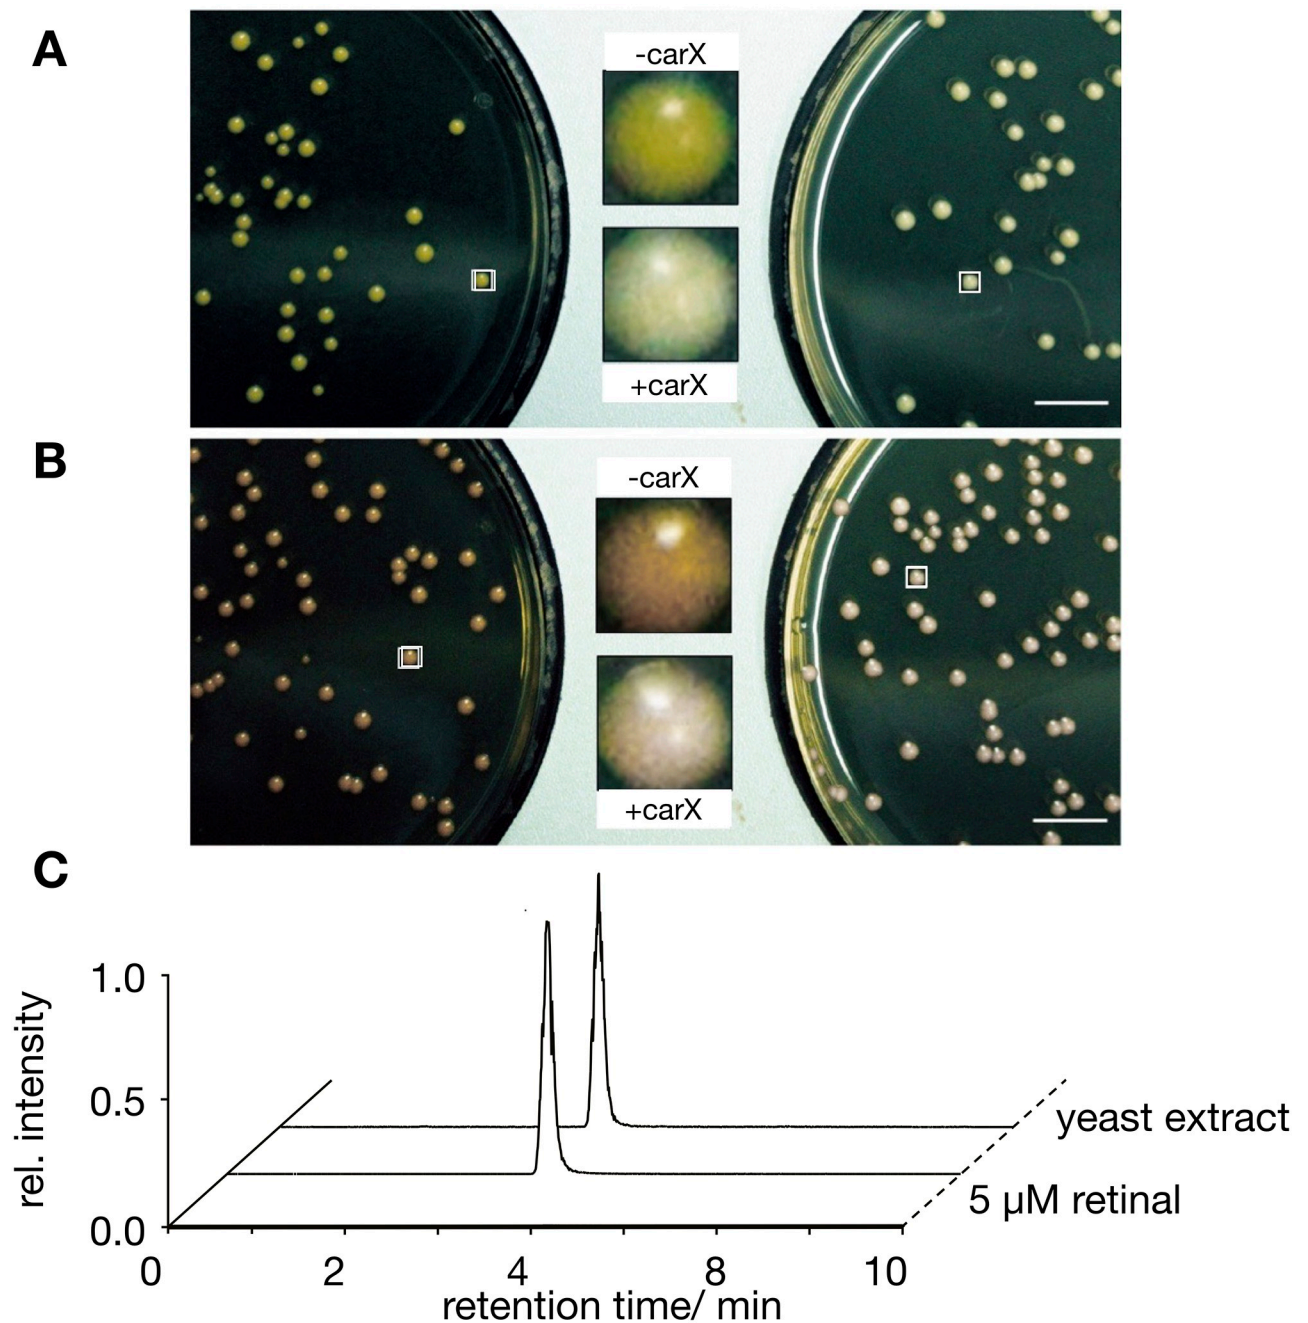 A
-carX
+carX
B
-carX
+carX
C
1.0
0.5
0.0
rel. intensity
yeast extract
5 µM retinal
0 2 4 8 10
retention time/ min